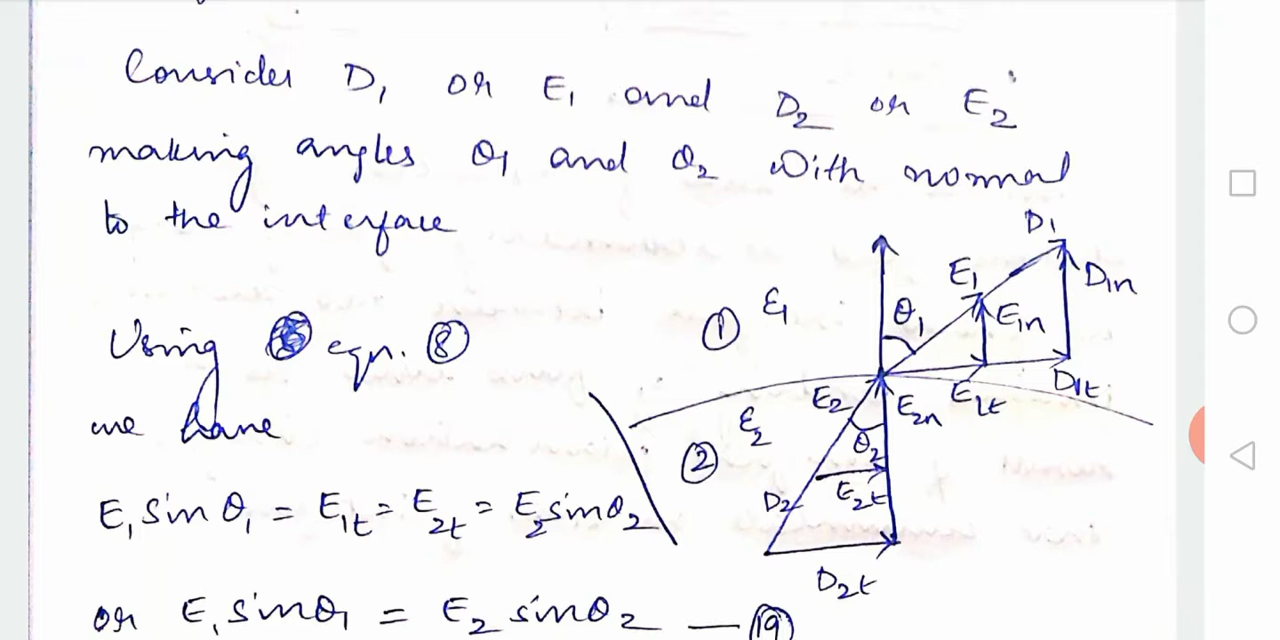 Consider D₁ or E₁ and D₂ or E₂
making angles θ₁ and θ₂ with normal
to the interface
Using eqn. ⑧
we have
E₁ sin θ₁ = E₁t = E₂t = E₂ sin θ₂
or E₁ sin θ₁ = E₂ sin θ₂ — ⑲
D₁
E₁
D₁n
① ε₁
θ₁
E₁n
E₁t
D₁t
E₂
E₂n
② ε₂
θ₂
D₂
E₂t
D₂t